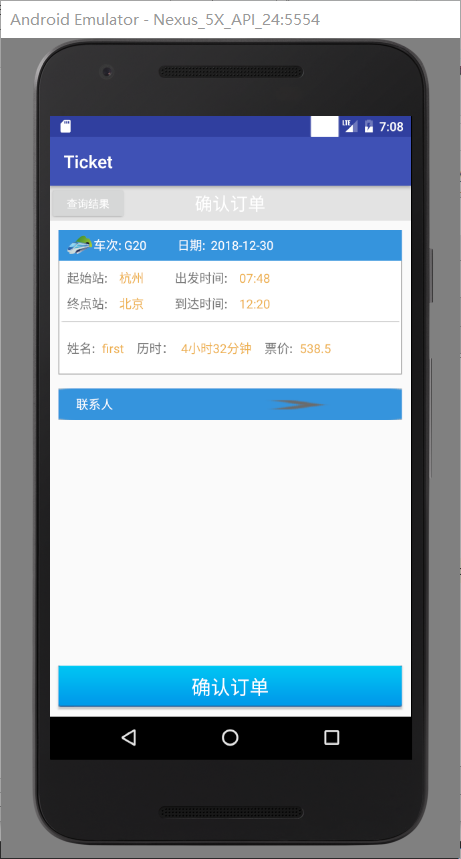 Android Emulator - Nexus_5X_API_24:5554
LTE 7:08
Ticket
查询结果 确认订单
车次: G20 日期: 2018-12-30
起始站: 杭州 出发时间: 07:48
终点站: 北京 到达时间: 12:20
姓名: first 历时: 4小时32分钟 票价: 538.5
联系人
确认订单